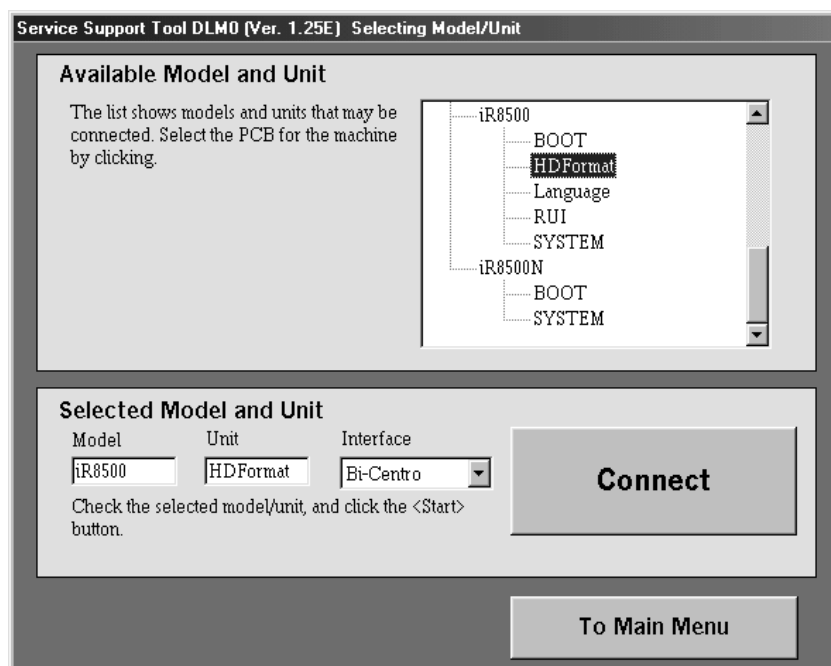 Service Support Tool DLM0 (Ver. 1.25E) Selecting Model/Unit
Available Model and Unit
The list shows models and units that may be
connected. Select the PCB for the machine
by clicking.
iR8500
BOOT
HDFormat
Language
RUI
SYSTEM
iR8500N
BOOT
SYSTEM
Selected Model and Unit
Model Unit Interface
iR8500 HDFormat Bi-Centro
Check the selected model/unit, and click the <Start>
button.
Connect
To Main Menu